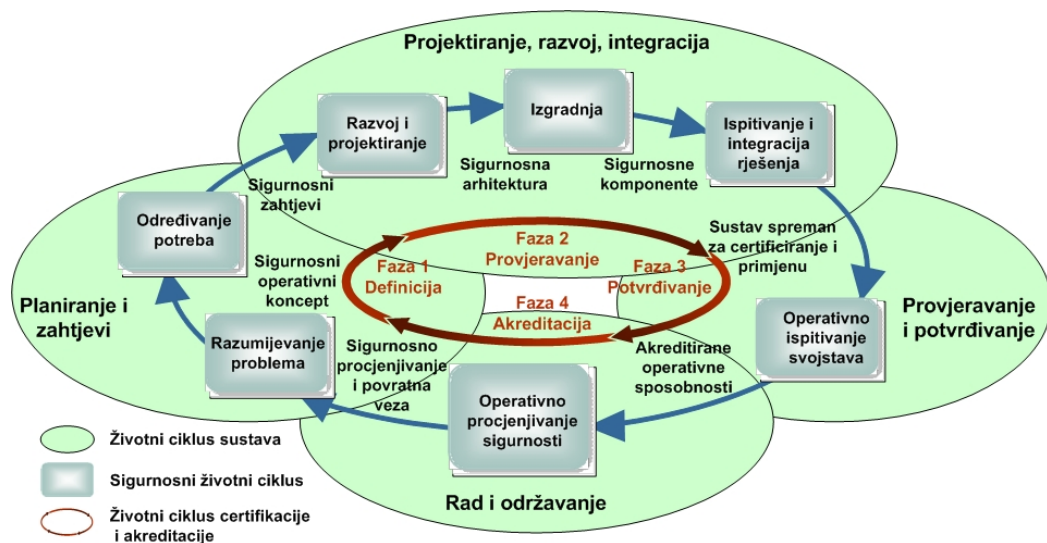 Projektiranje, razvoj, integracija
Razvoj i
projektiranje
Izgradnja
Ispitivanje i
integracija
rješenja
Sigurnosni
zahtjevi
Sigurnosna
arhitektura
Sigurnosne
komponente
Određivanje
potreba
Sustav spreman
za certificiranje i
primjenu
Sigurnosni
operativni
koncept
Faza 1
Definicija
Faza 2
Provjeravanje
Faza 3
Potvrđivanje
Faza 4
Akreditacija
Planiranje i
zahtjevi
Provjeravanje
i potvrđivanje
Razumijevanje
problema
Sigurnosno
procjenjivanje
i povratna
veza
Akreditirane
operativne
sposobnosti
Operativno
ispitivanje
svojstava
Operativno
procjenjivanje
sigurnosti
Rad i održavanje
Životni ciklus sustava
Sigurnosni životni ciklus
Životni ciklus certifikacije
i akreditacije